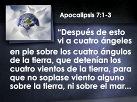 Apocalipsis 7:1-3
"Después de esto
vi a cuatro ángeles
en pie sobre los cuatro ángulos
de la tierra, que detenían los
cuatro vientos de la tierra, para
que no soplase viento alguno
sobre la tierra, ni sobre el mar...